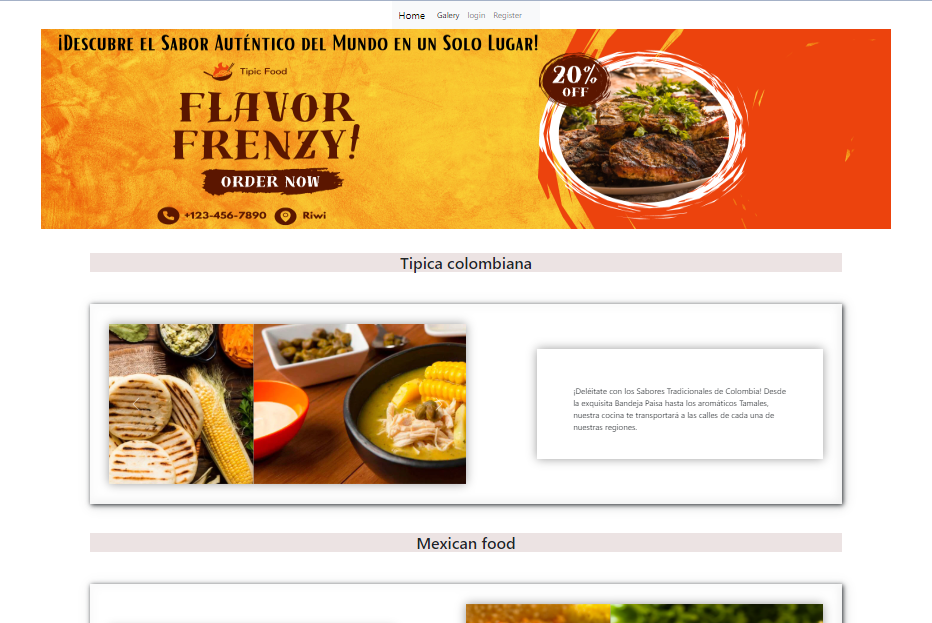 Home Galery login Register
¡Descubre el Sabor Auténtico del Mundo en un Solo Lugar!
Tipic Food
20%
OFF
FLAVOR
FRENZY!
ORDER NOW
+123-456-7890 Riwi
Tipica colombiana
¡Deléitate con los Sabores Tradicionales de Colombia! Desde
la exquisita Bandeja Paisa hasta los aromáticos Tamales,
nuestra cocina te transportará a las calles de cada una de
nuestras regiones.
Mexican food